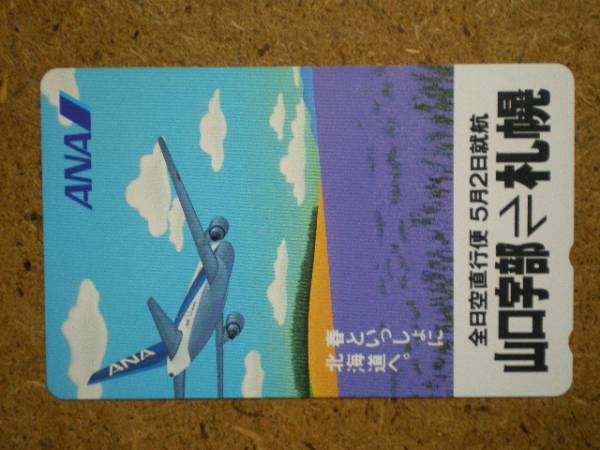 ANA
ANA
春といっしょに
北海道へ。
全日空直行便 5月2日就航
山口宇部⇌札幌